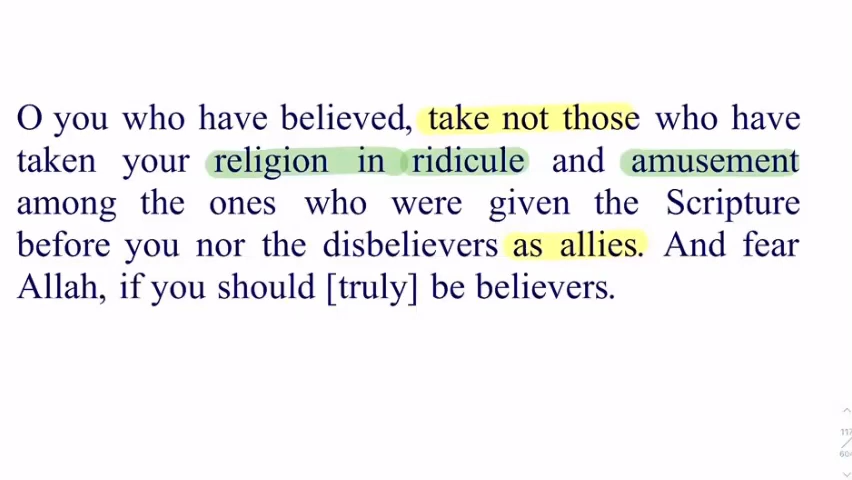 O you who have believed, take not those who have
taken your religion in ridicule and amusement
among the ones who were given the Scripture
before you nor the disbelievers as allies. And fear
Allah, if you should [truly] be believers.
117
604